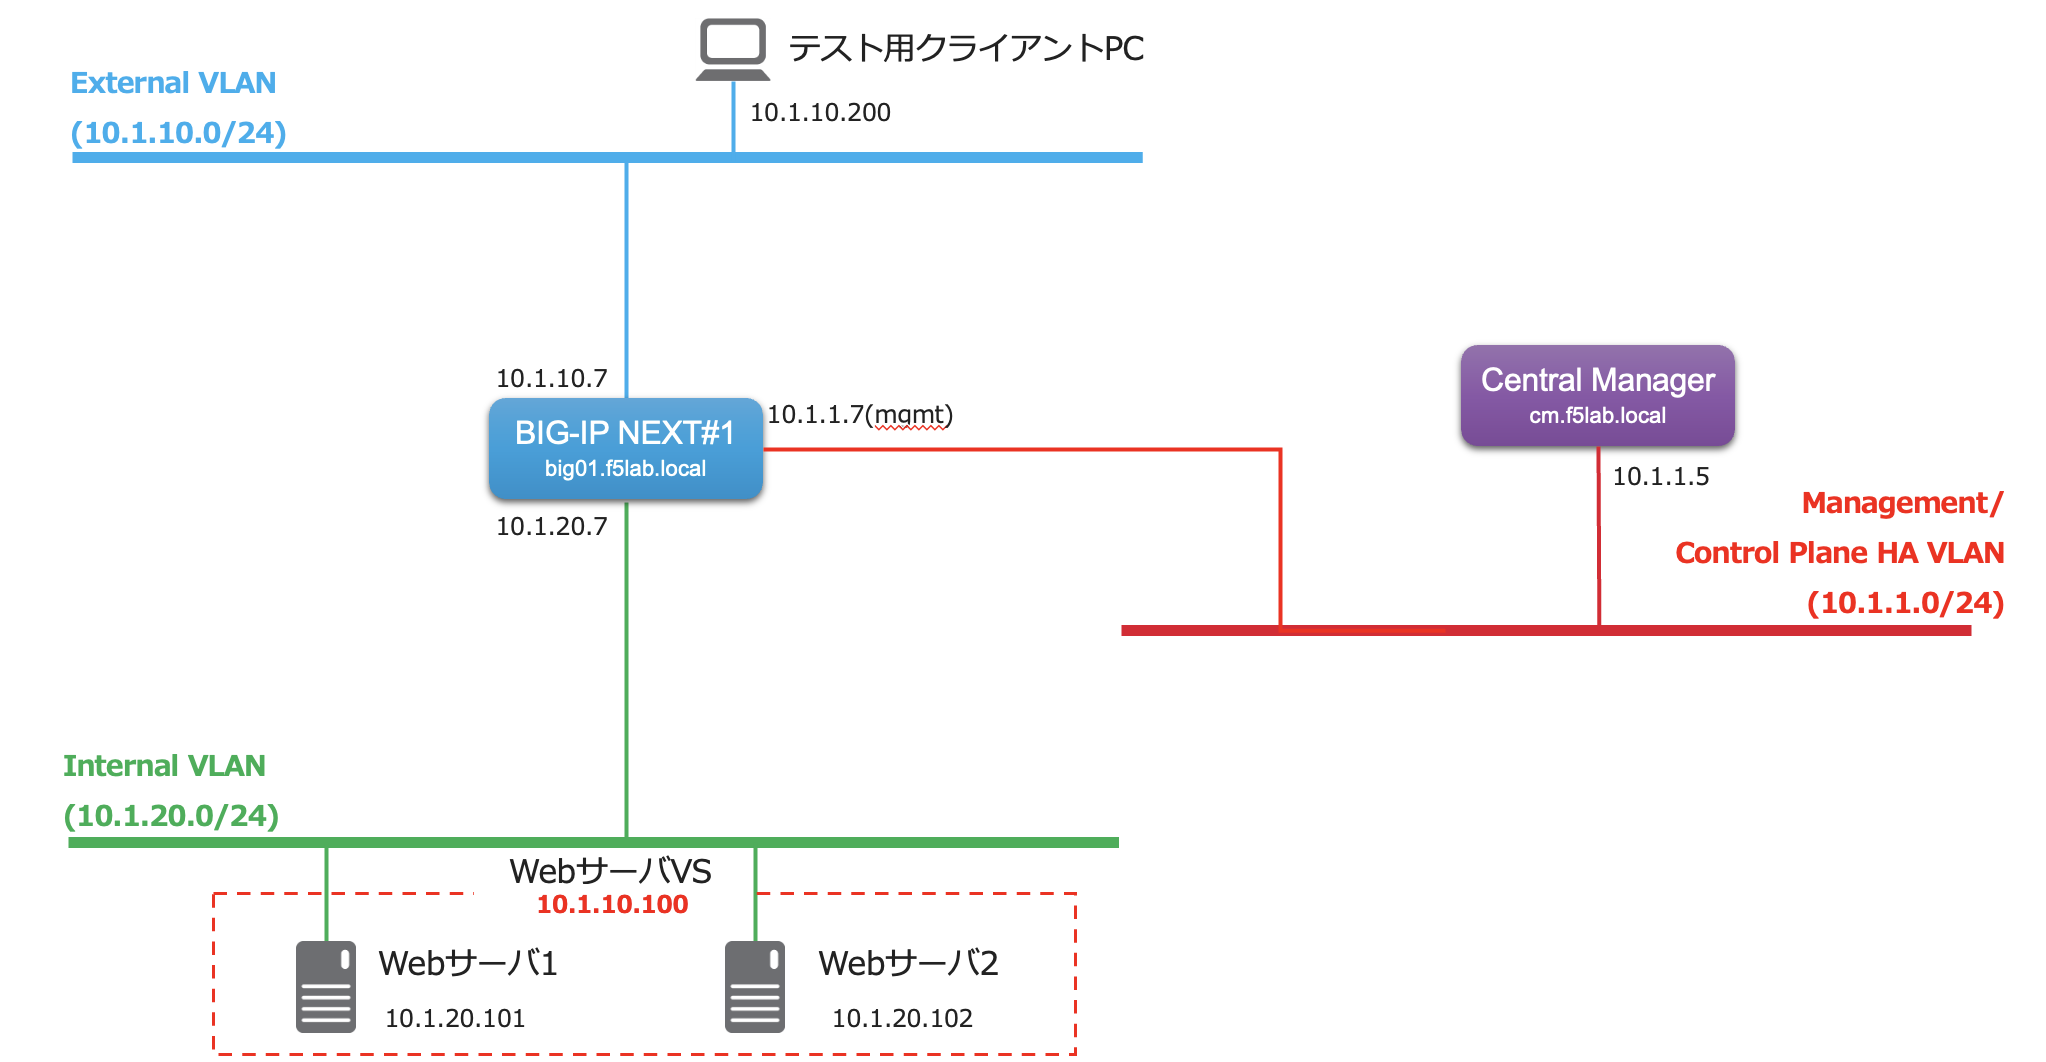 テスト用クライアントPC
10.1.10.200
External VLAN
(10.1.10.0/24)
10.1.10.7
BIG-IP NEXT#1
big01.f5lab.local
10.1.1.7(mgmt)
10.1.20.7
Central Manager
cm.f5lab.local
10.1.1.5
Management/
Control Plane HA VLAN
(10.1.1.0/24)
Internal VLAN
(10.1.20.0/24)
WebサーバVS
10.1.10.100
Webサーバ1
10.1.20.101
Webサーバ2
10.1.20.102